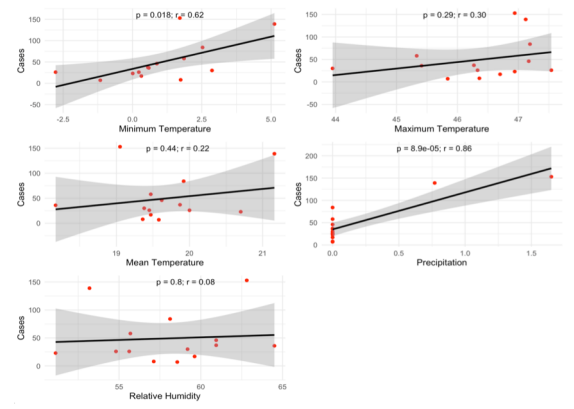 p = 0.018; r = 0.62
Cases
150
100
50
0
-50
-2.5
0.0
2.5
5.0
Minimum Temperature
p = 0.29; r = 0.30
Cases
150
100
50
0
-50
44
45
46
47
Maximum Temperature
p = 0.44; r = 0.22
Cases
150
100
50
0
19
20
21
Mean Temperature
p = 8.9e-05; r = 0.86
Cases
200
150
100
50
0
0.0
0.5
1.0
1.5
Precipitation
p = 0.8; r = 0.08
Cases
150
100
50
0
55
60
65
Relative Humidity